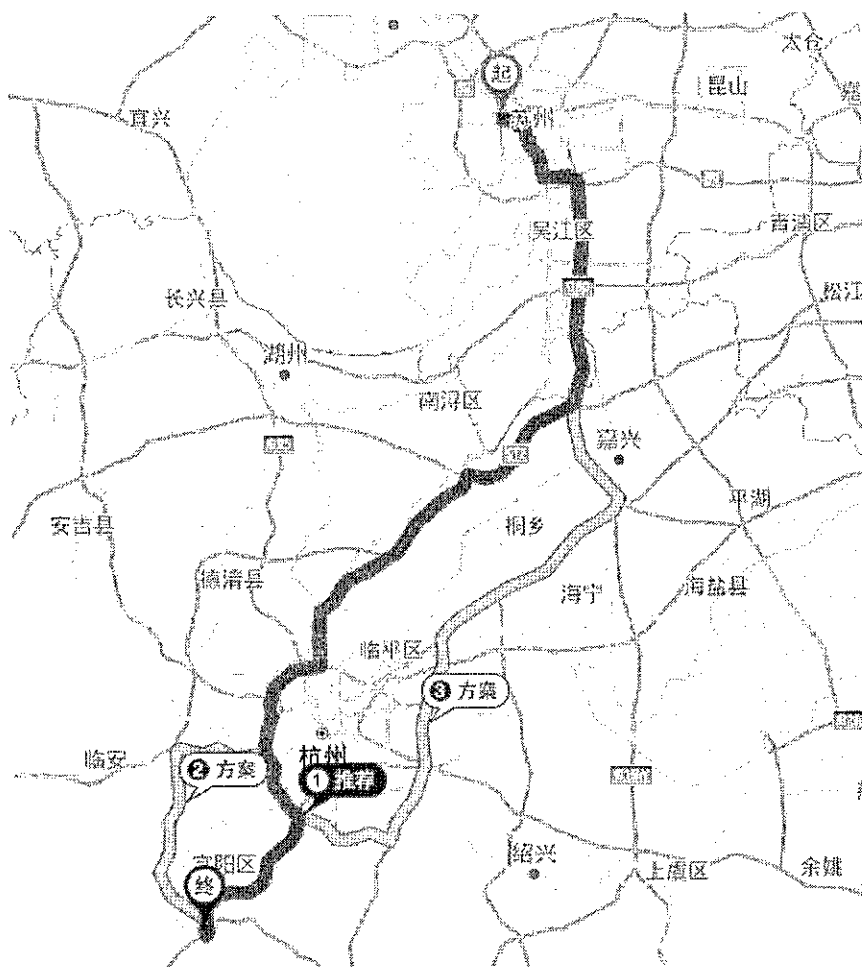 太仓
起
昆山
宜兴
苏州
吴江区
青浦区
长兴县
松江
湖州
南浔区
嘉兴
平湖
安吉县
桐乡
德清县
海宁
海盐县
临平区
3 方案
临安
杭州
2 方案
1 推荐
富阳区
绍兴
上虞区
余姚
终